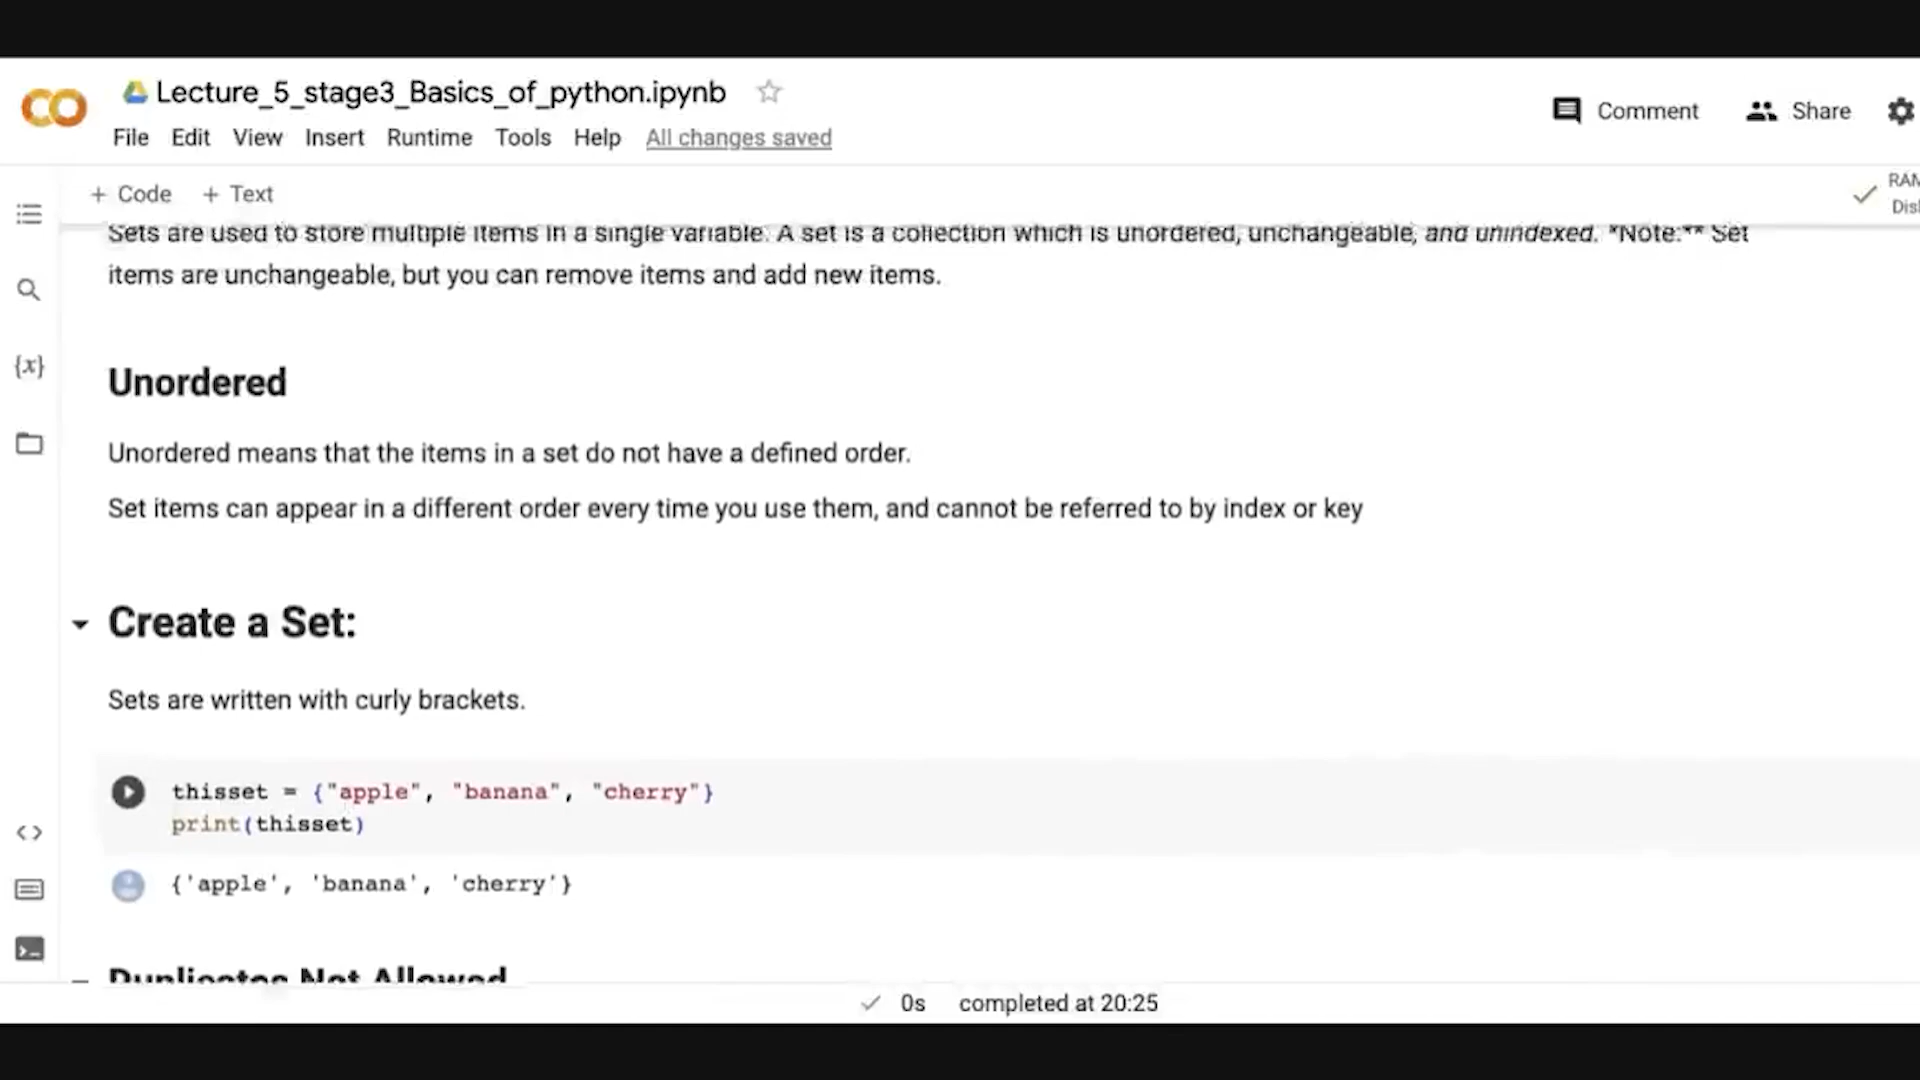 Lecture_5_stage3_Basics_of_python.ipynb
File Edit View Insert Runtime Tools Help All changes saved
Comment Share
+ Code + Text
RAM
Disk
Sets are used to store multiple items in a single variable. A set is a collection which is unordered, unchangeable, and unindexed. *Note:** Set
items are unchangeable, but you can remove items and add new items.
Unordered
Unordered means that the items in a set do not have a defined order.
Set items can appear in a different order every time you use them, and cannot be referred to by index or key
Create a Set:
Sets are written with curly brackets.
thisset = {"apple", "banana", "cherry"}
print(thisset)
{'apple', 'banana', 'cherry'}
Duplicates Not Allowed
0s completed at 20:25